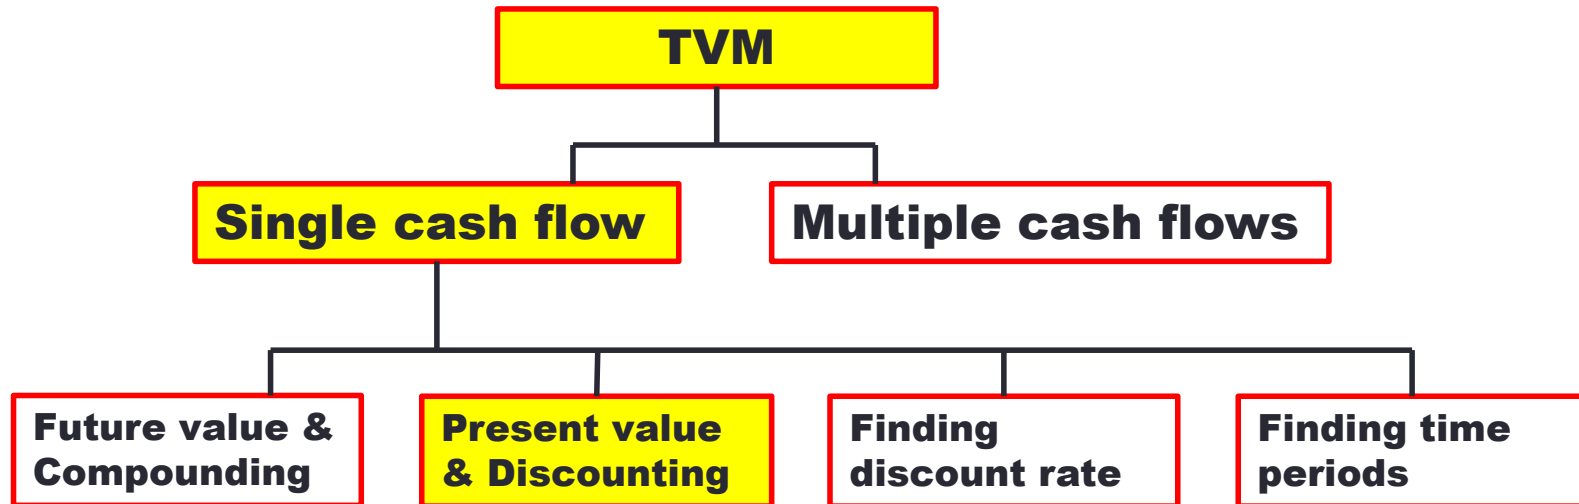 TVM
Single cash flow
Multiple cash flows
Future value &
Compounding
Present value
& Discounting
Finding
discount rate
Finding time
periods